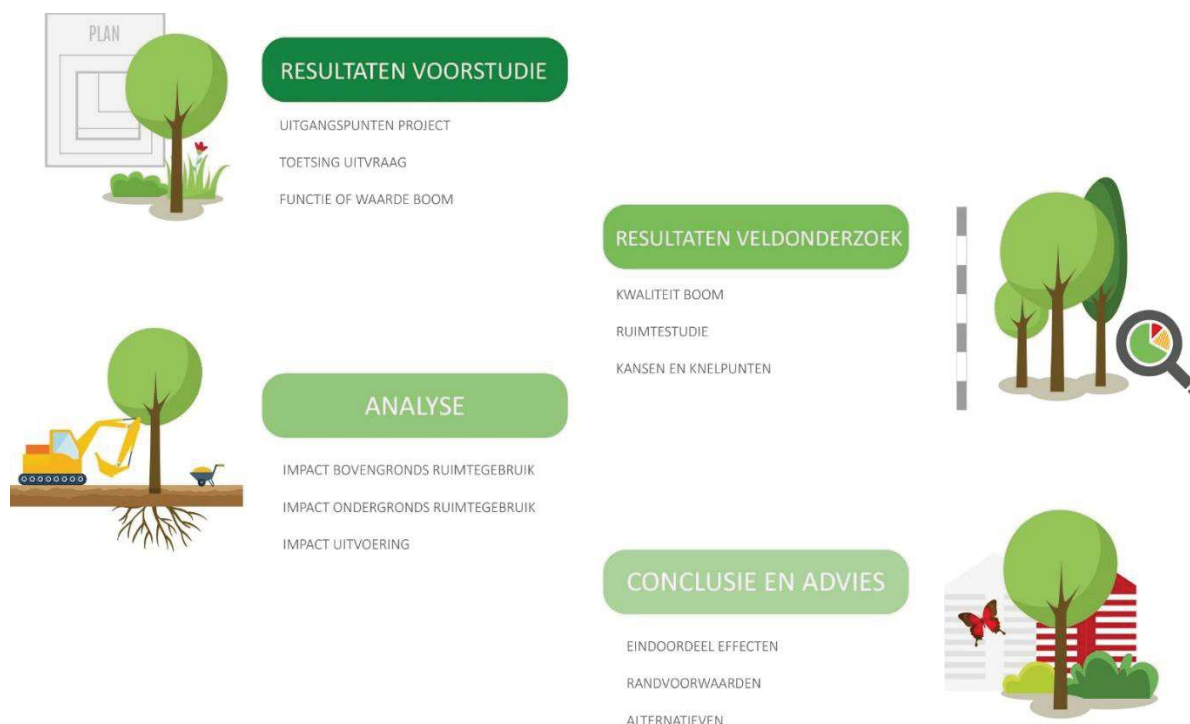 PLAN
RESULTATEN VOORSTUDIE
UITGANGSPUNTEN PROJECT
TOETSING UITVRAAG
FUNCTIE OF WAARDE BOOM
RESULTATEN VELDONDERZOEK
KWALITEIT BOOM
RUIMTESTUDIE
KANSEN EN KNELPUNTEN
ANALYSE
IMPACT BOVENGRONDS RUIMTEGEBRUIK
IMPACT ONDERGRONDS RUIMTEGEBRUIK
IMPACT UITVOERING
CONCLUSIE EN ADVIES
EINDOORDEEL EFFECTEN
RANDVOORWAARDEN
ALTERNATIEVEN